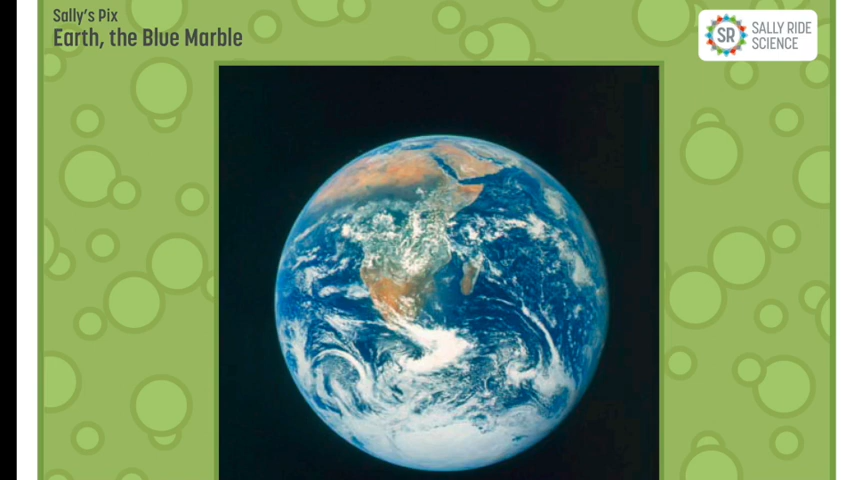 Sally's Pix
Earth, the Blue Marble
SR
SALLY RIDE
SCIENCE